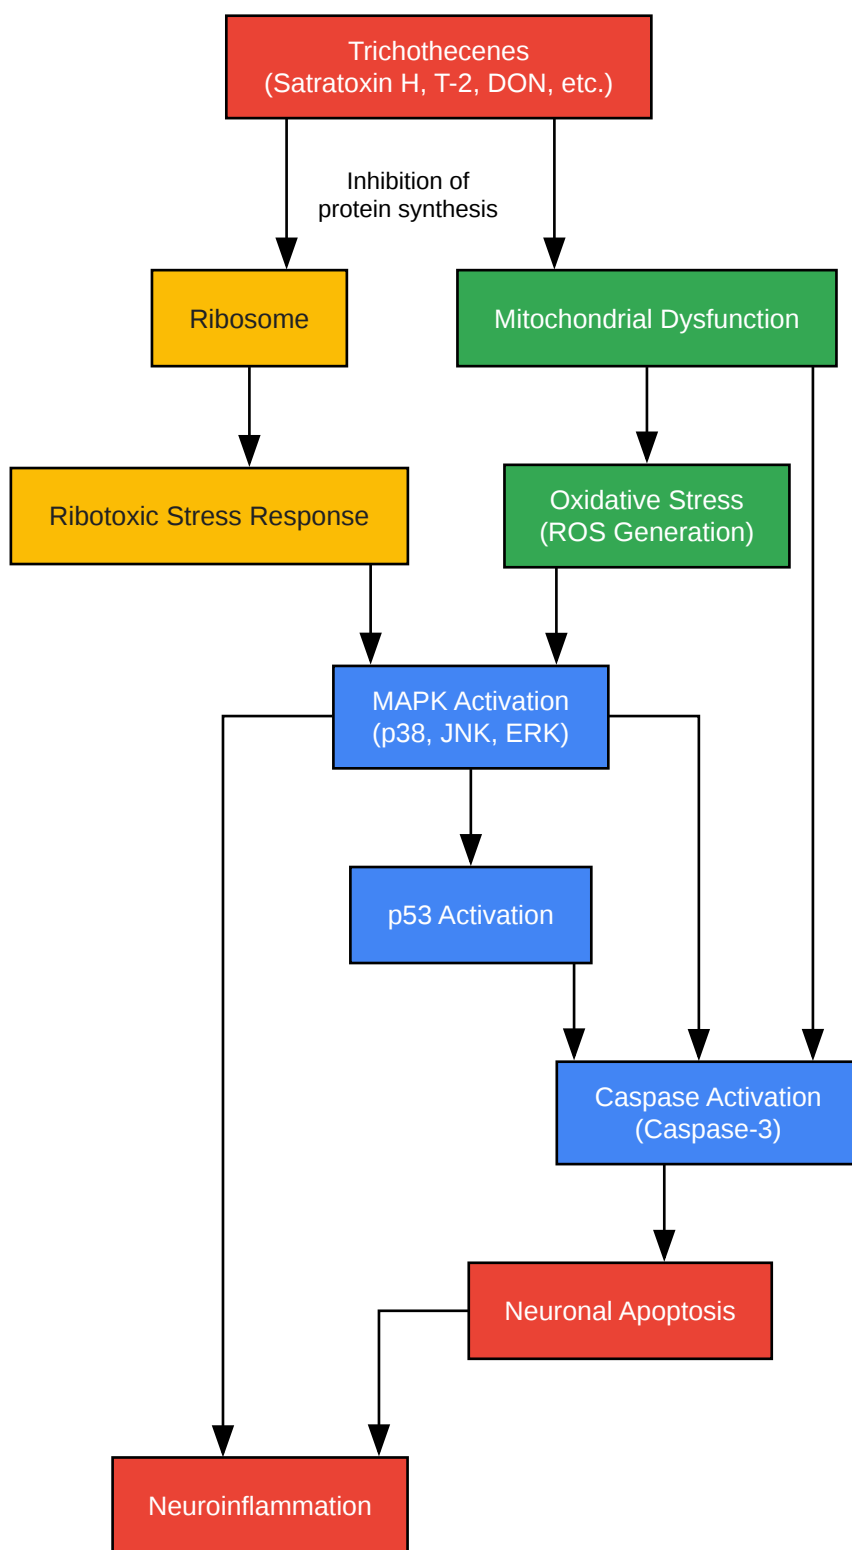 Trichothecenes
(Satratoxin H, T-2, DON, etc.)
Inhibition of
protein synthesis
Ribosome
Mitochondrial Dysfunction
Ribotoxic Stress Response
Oxidative Stress
(ROS Generation)
MAPK Activation
(p38, JNK, ERK)
p53 Activation
Caspase Activation
(Caspase-3)
Neuronal Apoptosis
Neuroinflammation